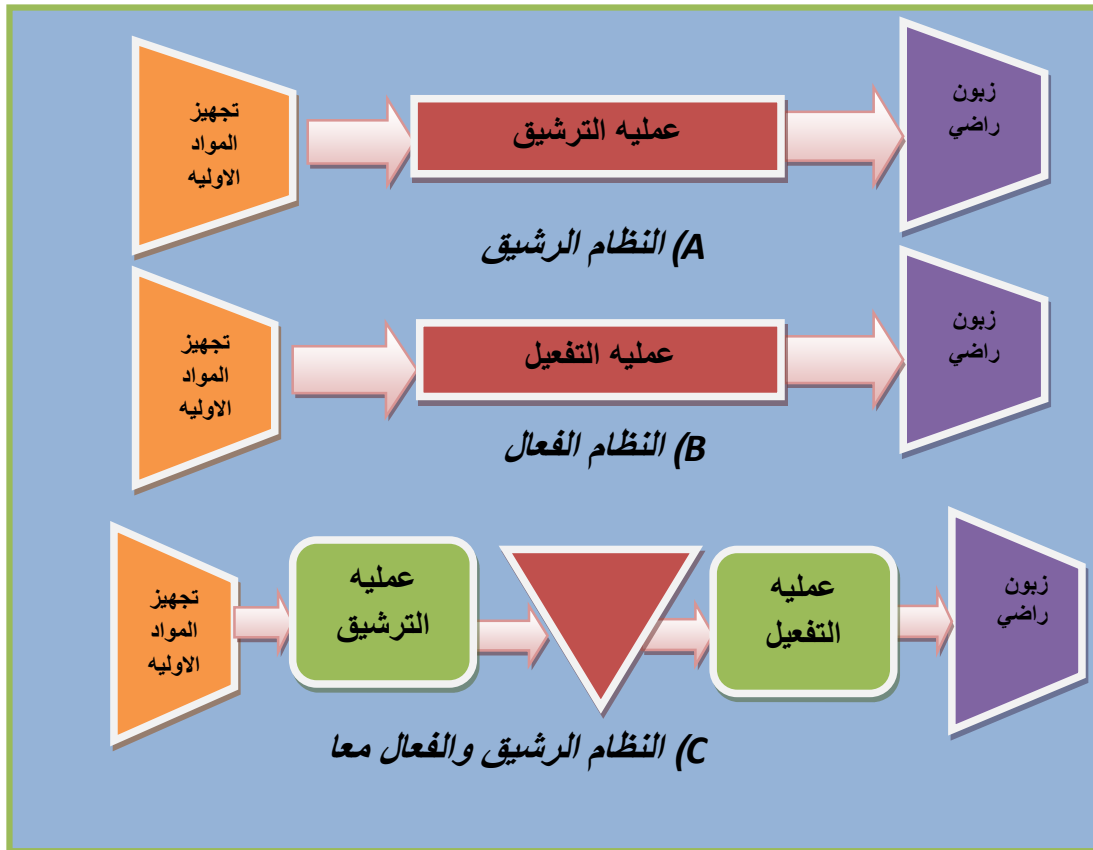 تجهيز
المواد
الاوليه
عمليه الترشيق
زبون
راضي
A) النظام الرشيق
تجهيز
المواد
الاوليه
عمليه التفعيل
زبون
راضي
B) النظام الفعال
تجهيز
المواد
الاوليه
عمليه
الترشيق
عمليه
التفعيل
زبون
راضي
C) النظام الرشيق والفعال معا